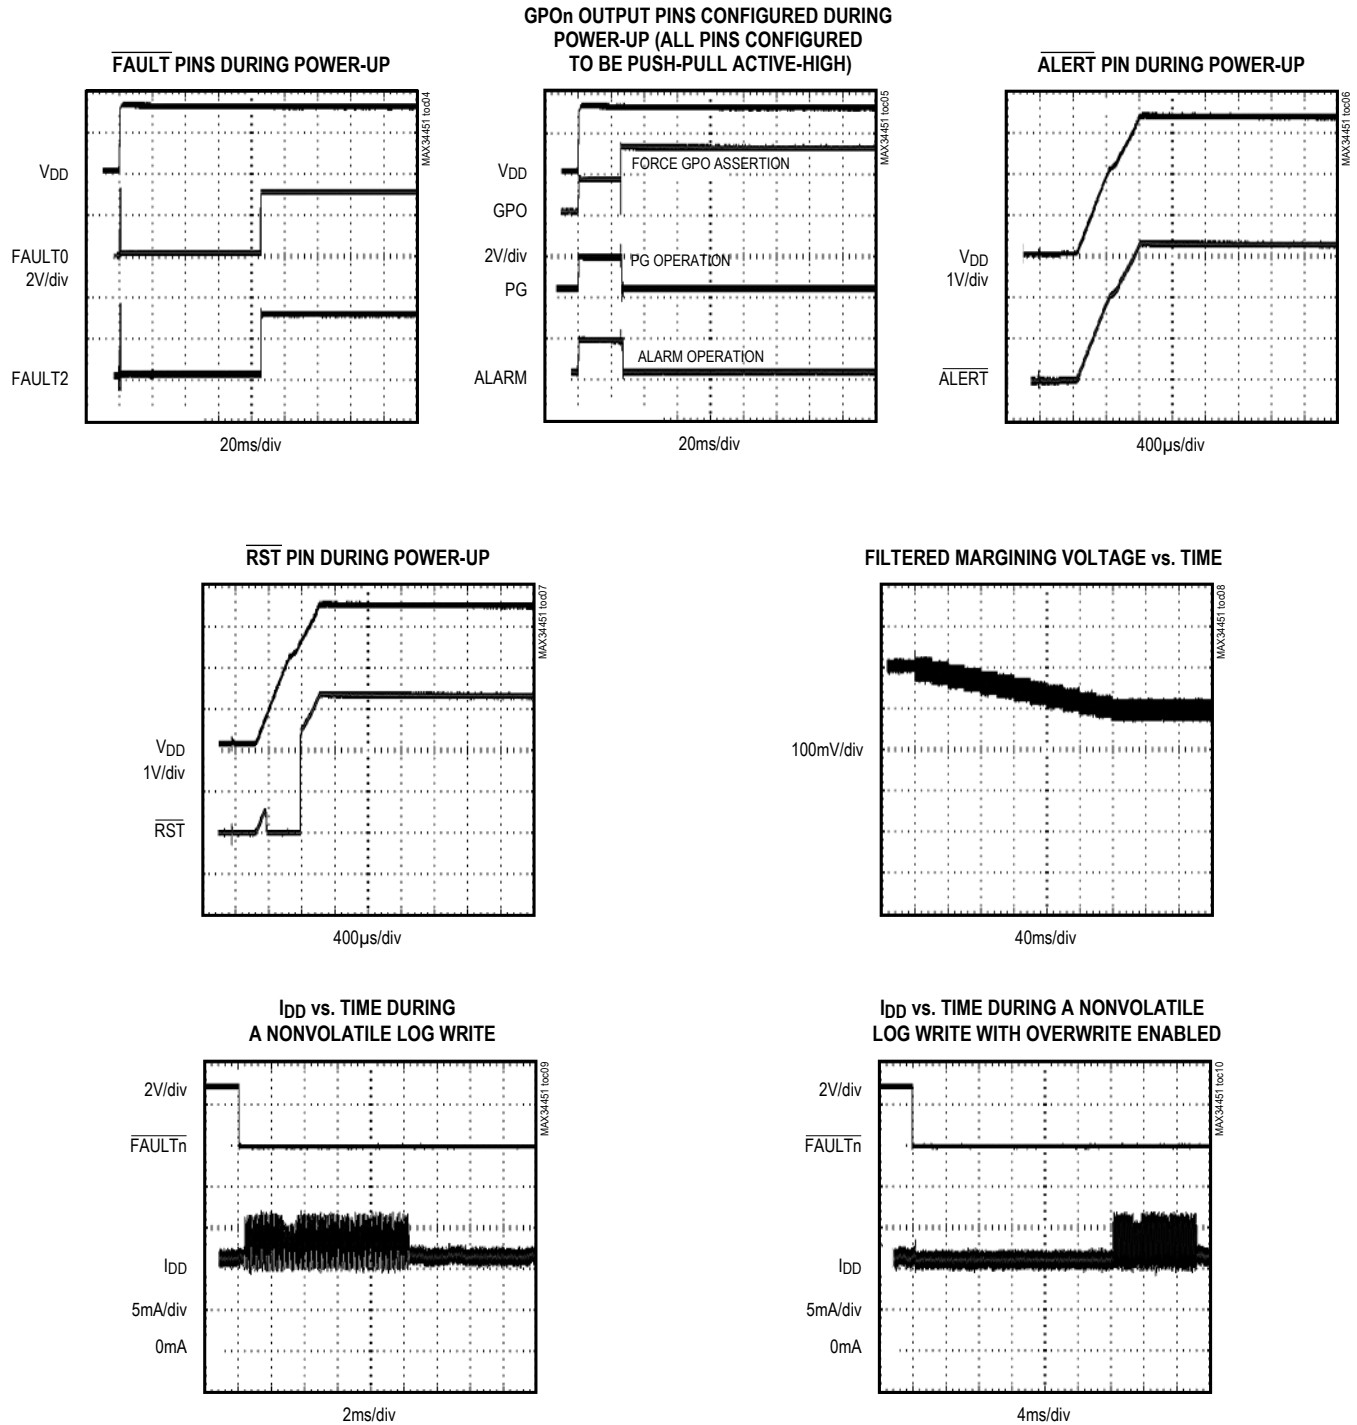 FAULT PINS DURING POWER-UP
VDD
FAULT0
2V/div
FAULT2
20ms/div
MAX34451 toc04
GPOn OUTPUT PINS CONFIGURED DURING
POWER-UP (ALL PINS CONFIGURED
TO BE PUSH-PULL ACTIVE-HIGH)
VDD
GPO
2V/div
PG
ALARM
FORCE GPO ASSERTION
PG OPERATION
ALARM OPERATION
20ms/div
MAX34451 toc05
ALERT PIN DURING POWER-UP
VDD
1V/div
ALERT
400µs/div
MAX34451 toc06
RST PIN DURING POWER-UP
VDD
1V/div
RST
400µs/div
MAX34451 toc07
FILTERED MARGINING VOLTAGE vs. TIME
100mV/div
40ms/div
MAX34451 toc08
IDD vs. TIME DURING
A NONVOLATILE LOG WRITE
2V/div
FAULTn
IDD
5mA/div
0mA
2ms/div
MAX34451 toc09
IDD vs. TIME DURING A NONVOLATILE
LOG WRITE WITH OVERWRITE ENABLED
2V/div
FAULTn
IDD
5mA/div
0mA
4ms/div
MAX34451 toc10